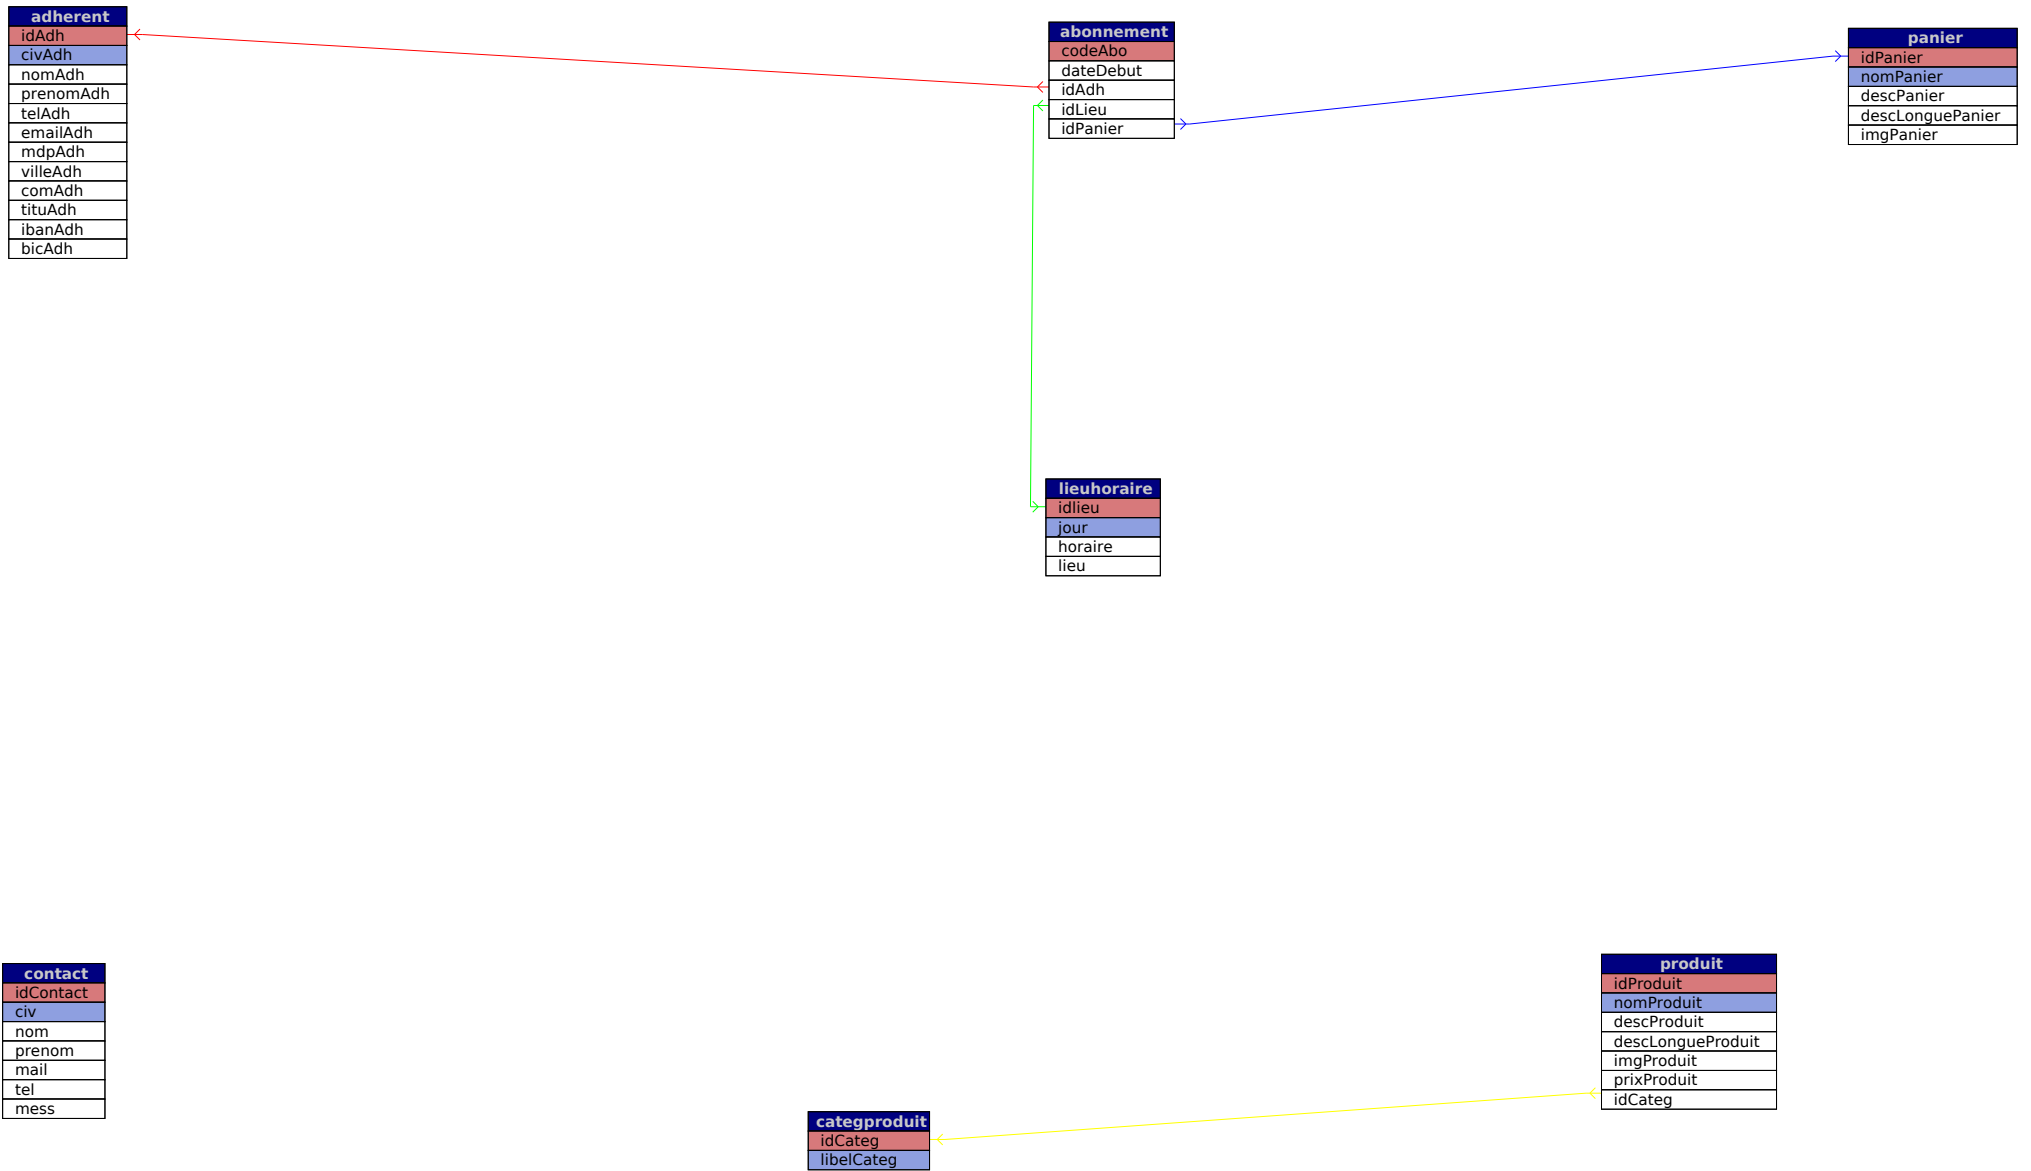 adherent
idAdh
civAdh
nomAdh
prenomAdh
telAdh
emailAdh
mdpAdh
villeAdh
comAdh
tituAdh
ibanAdh
bicAdh
abonnement
codeAbo
dateDebut
idAdh
idLieu
idPanier
panier
idPanier
nomPanier
descPanier
descLonguePanier
imgPanier
lieuhoraire
idlieu
jour
horaire
lieu
contact
idContact
civ
nom
prenom
mail
tel
mess
categproduit
idCateg
libelCateg
produit
idProduit
nomProduit
descProduit
descLongueProduit
imgProduit
prixProduit
idCateg